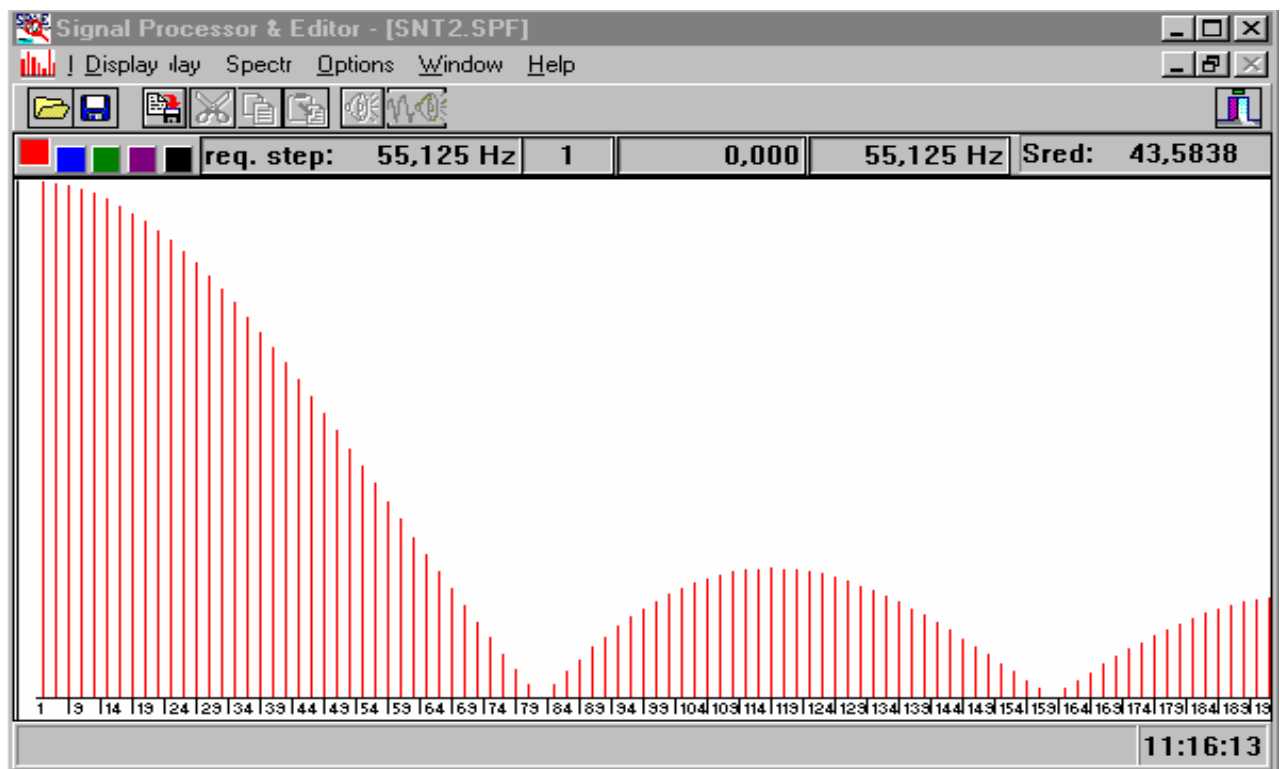 Signal Processor & Editor - [SNT2.SPF]
! Display lay Spectr Options Window Help
req. step: 55,125 Hz 1 0,000 55,125 Hz Sred: 43,5838
1 9 14 19 24 29 34 39 44 49 54 59 64 69 74 79 84 89 94 99 104 109 114 119 124 129 134 139 144 149 154 159 164 169 174 179 184 189 19
11:16:13